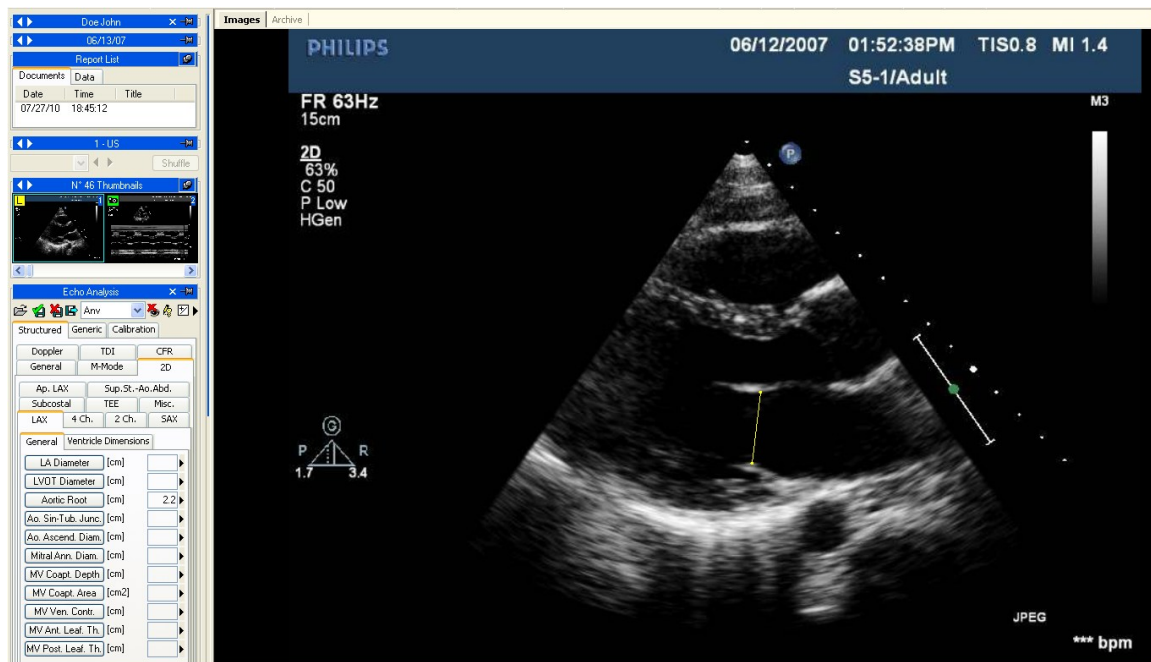 Doe John
06/13/07
Report List
Documents Data
Date Time Title
07/27/10 18:45:12
1 - US
Shuffle
N° 46 Thumbnails
L 1 2
Echo Analysis
Any
Structured Generic Calibration
Doppler TDI CFR
General M-Mode 2D
Ap. LAX Sup.St.-Ao.Abd.
Subcostal TEE Misc.
LAX 4 Ch. 2 Ch. SAX
General Ventricle Dimensions
LA Diameter [cm]
LVOT Diameter [cm]
Aortic Root [cm] 2.2
Ao. Sin-Tub. Junc. [cm]
Ao. Ascend. Diam. [cm]
Mitral Ann. Diam. [cm]
MV Coapt. Depth [cm]
MV Coapt. Area [cm2]
MV Ven. Contr. [cm]
MV Ant. Leaf. Th. [cm]
MV Post. Leaf. Th. [cm]
Images Archive
PHILIPS 06/12/2007 01:52:38PM TIS0.8 MI 1.4
S5-1/Adult
FR 63Hz
15cm
M3
2D
63%
C 50
P Low
HGen
P
G
P R
1.7 3.4
JPEG
*** bpm